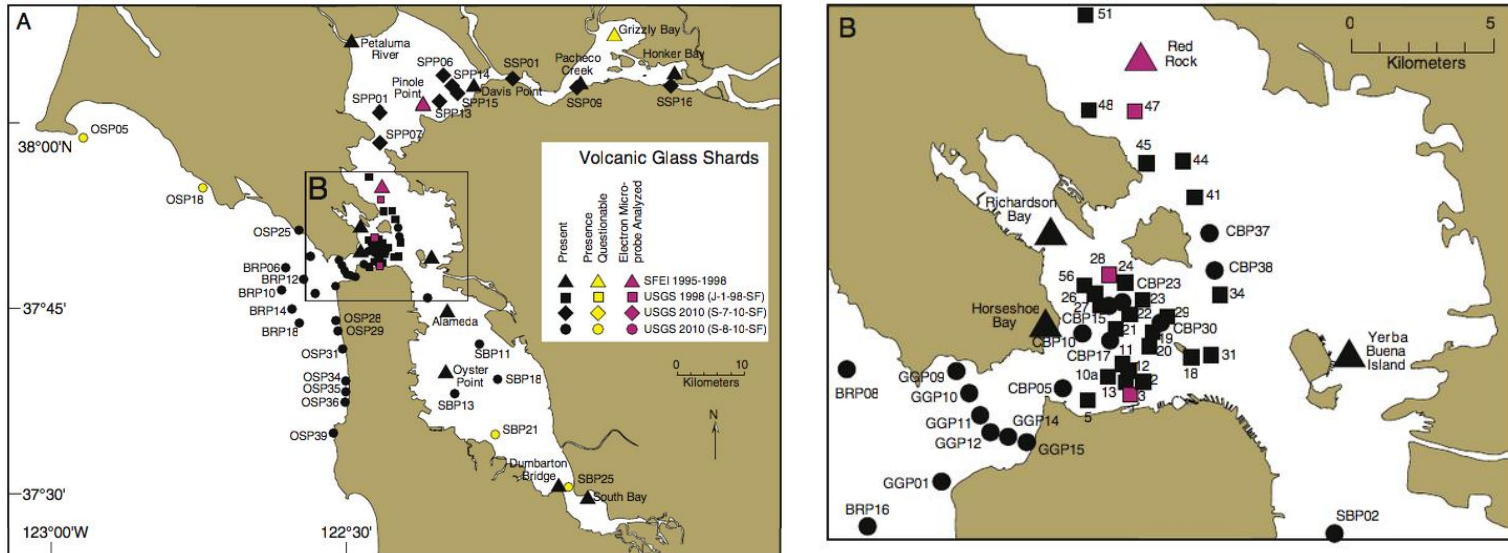 A
Petaluma
River
Grizzly Bay
Honker Bay
Pacheco
Creek
SSP01
SPP06
SPP14
Pinole
Point
Davis Point
SPP15
SPP13
SSP09
SSP16
SPP01
SPP07
OSP05
38°00'N
OSP18
B
OSP25
BRP06
BRP12
BRP10
37°45'
BRP14
BRP18
OSP28
OSP29
Alameda
OSP31
SBP11
Oyster
Point
OSP34
OSP35
OSP36
SBP18
SBP13
OSP39
SBP21
Dumbarton
Bridge
SBP25
South Bay
37°30'
123°00'W
122°30'
Volcanic Glass Shards
Present
Presence
Questionable
Electron Micro-
probe Analyzed
SFEI 1995-1998
USGS 1998 (J-1-98-SF)
USGS 2010 (S-7-10-SF)
USGS 2010 (S-8-10-SF)
0 10
Kilometers
N
B
0 5
Kilometers
51
Red
Rock
48
47
45
44
41
Richardson
Bay
CBP37
28
24
CBP38
56
CBP23
26
23
34
27
22
29
Horseshoe
Bay
CBP15
CBP30
21
19
CBP10
20
CBP17
11
31
18
Yerba
Buena
Island
12
10a
2
13
3
5
CBP05
BRP08
GGP09
GGP10
GGP11
GGP14
GGP12
GGP15
GGP01
BRP16
SBP02